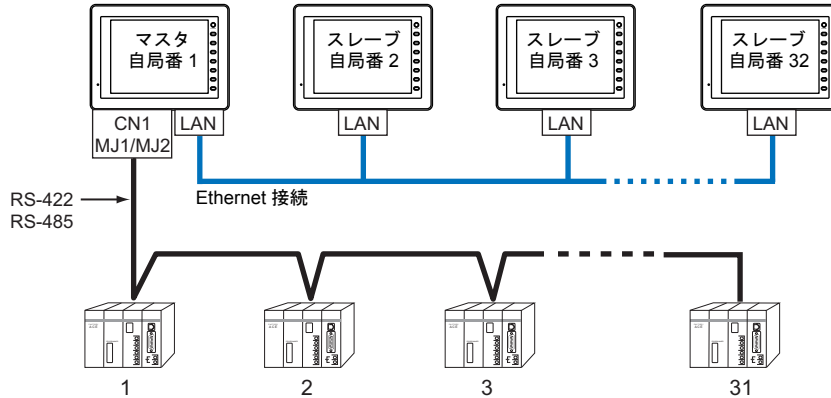 マスタ
自局番 1
スレーブ
自局番 2
スレーブ
自局番 3
スレーブ
自局番 32
CN1
MJ1/MJ2
LAN
LAN
LAN
LAN
Ethernet 接続
RS-422
RS-485
1
2
3
31